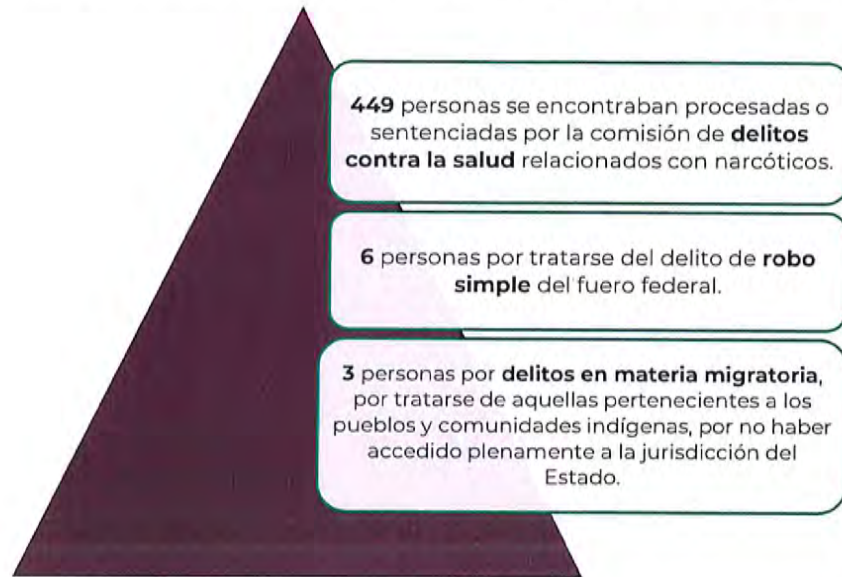 449 personas se encontraban procesadas o
sentenciadas por la comisión de delitos
contra la salud relacionados con narcóticos.
6 personas por tratarse del delito de robo
simple del fuero federal.
3 personas por delitos en materia migratoria,
por tratarse de aquellas pertenecientes a los
pueblos y comunidades indígenas, por no haber
accedido plenamente a la jurisdicción del
Estado.